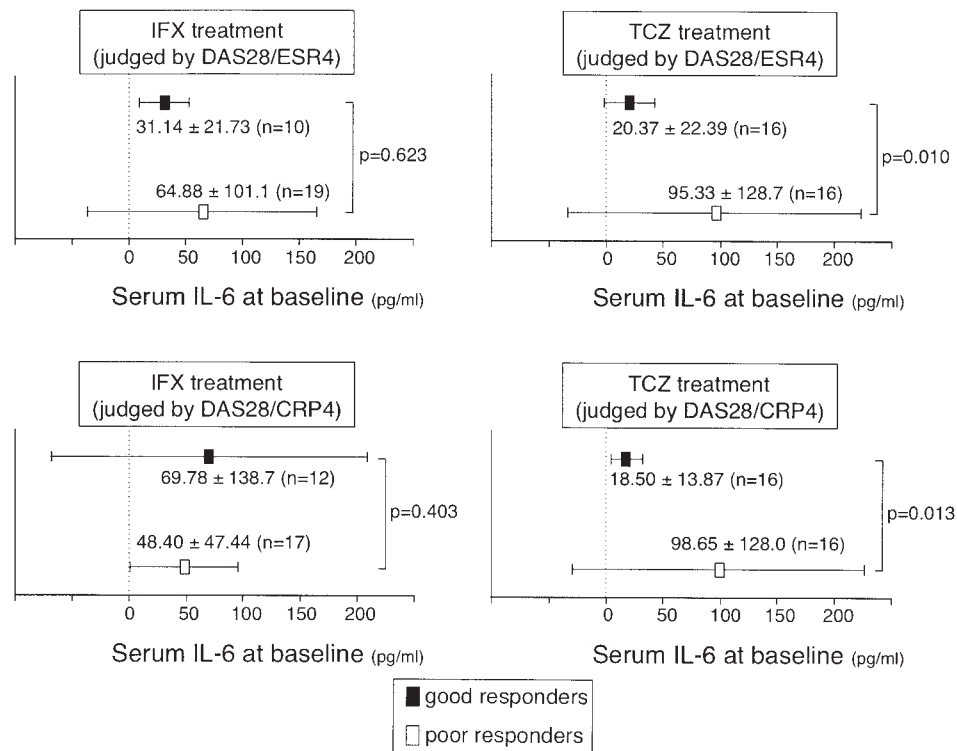 IFX treatment
(judged by DAS28/ESR4)
31.14 ± 21.73 (n=10)
p=0.623
64.88 ± 101.1 (n=19)
0 50 100 150 200
Serum IL-6 at baseline (pg/ml)
TCZ treatment
(judged by DAS28/ESR4)
20.37 ± 22.39 (n=16)
p=0.010
95.33 ± 128.7 (n=16)
0 50 100 150 200
Serum IL-6 at baseline (pg/ml)
IFX treatment
(judged by DAS28/CRP4)
69.78 ± 138.7 (n=12)
p=0.403
48.40 ± 47.44 (n=17)
0 50 100 150 200
Serum IL-6 at baseline (pg/ml)
TCZ treatment
(judged by DAS28/CRP4)
18.50 ± 13.87 (n=16)
p=0.013
98.65 ± 128.0 (n=16)
0 50 100 150 200
Serum IL-6 at baseline (pg/ml)
good responders
poor responders